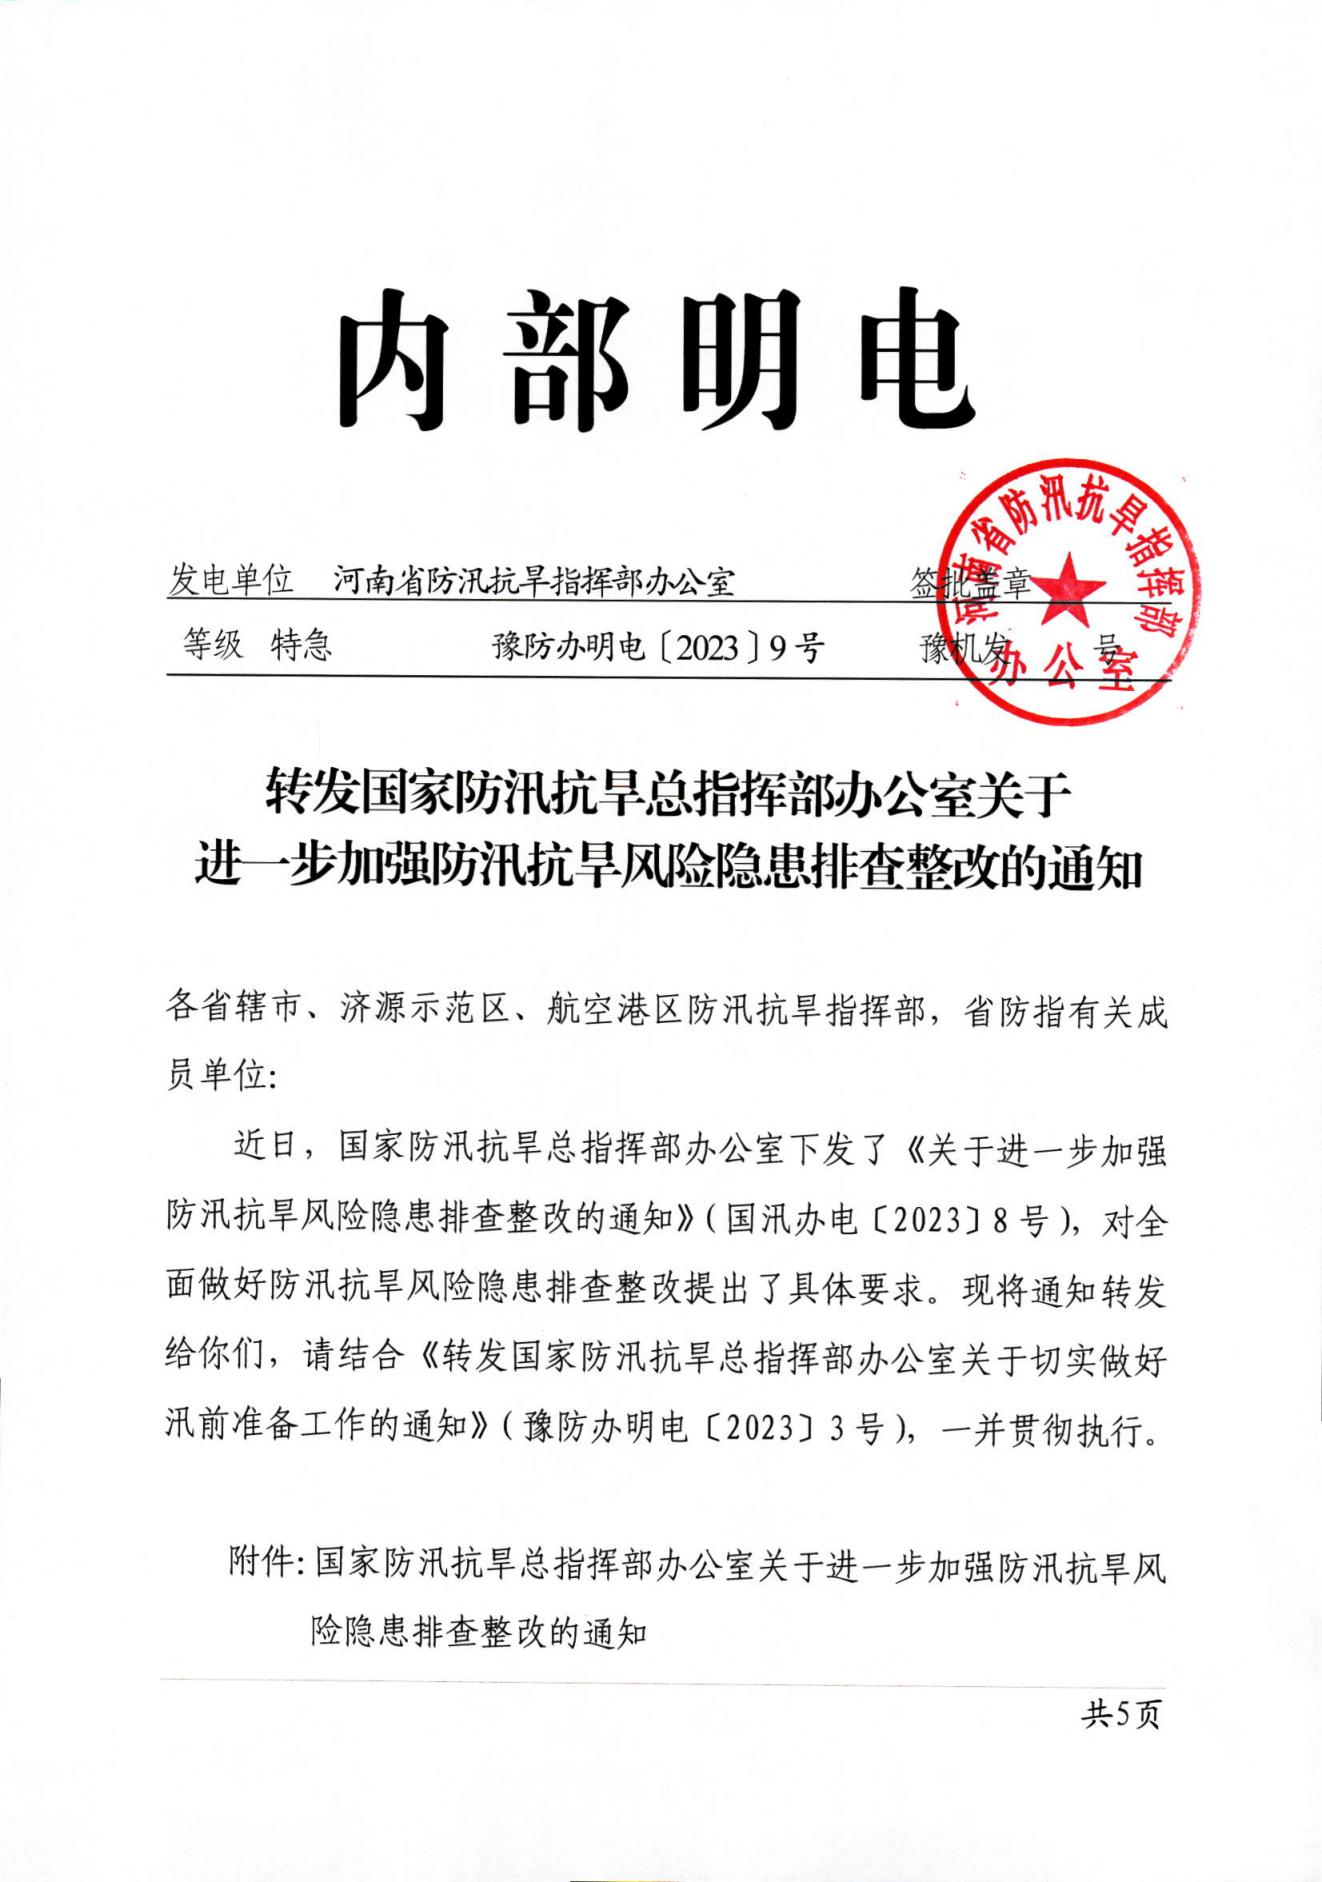 内部明电
发电单位 河南省防汛抗旱指挥部办公室 签批盖章
等级 特急 豫防办明电〔2023〕9号 豫机发 号
河南省防汛抗旱指挥部
办公室
转发国家防汛抗旱总指挥部办公室关于
进一步加强防汛抗旱风险隐患排查整改的通知
各省辖市、济源示范区、航空港区防汛抗旱指挥部，省防指有关成
员单位：
近日，国家防汛抗旱总指挥部办公室下发了《关于进一步加强
防汛抗旱风险隐患排查整改的通知》（国汛办电〔2023〕8号），对全
面做好防汛抗旱风险隐患排查整改提出了具体要求。现将通知转发
给你们，请结合《转发国家防汛抗旱总指挥部办公室关于切实做好
汛前准备工作的通知》（豫防办明电〔2023〕3号），一并贯彻执行。
附件：国家防汛抗旱总指挥部办公室关于进一步加强防汛抗旱风
险隐患排查整改的通知
共5页